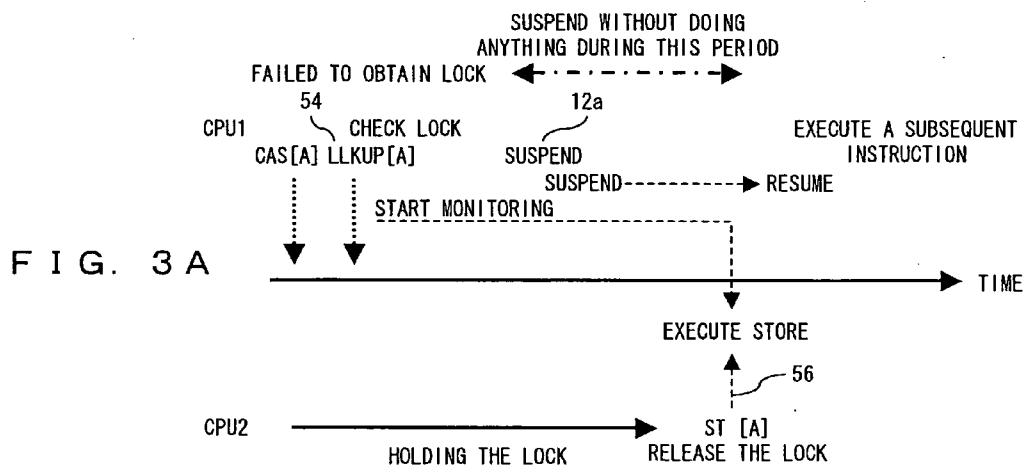 SUSPEND WITHOUT DOING
ANYTHING DURING THIS PERIOD
FAILED TO OBTAIN LOCK
54
12a
CPU1 CHECK LOCK
EXECUTE A SUBSEQUENT
INSTRUCTION
CAS[A] LLKUP[A]
SUSPEND
SUSPEND RESUME
START MONITORING
FIG. 3A
TIME
EXECUTE STORE
56
CPU2
ST [A]
HOLDING THE LOCK
RELEASE THE LOCK